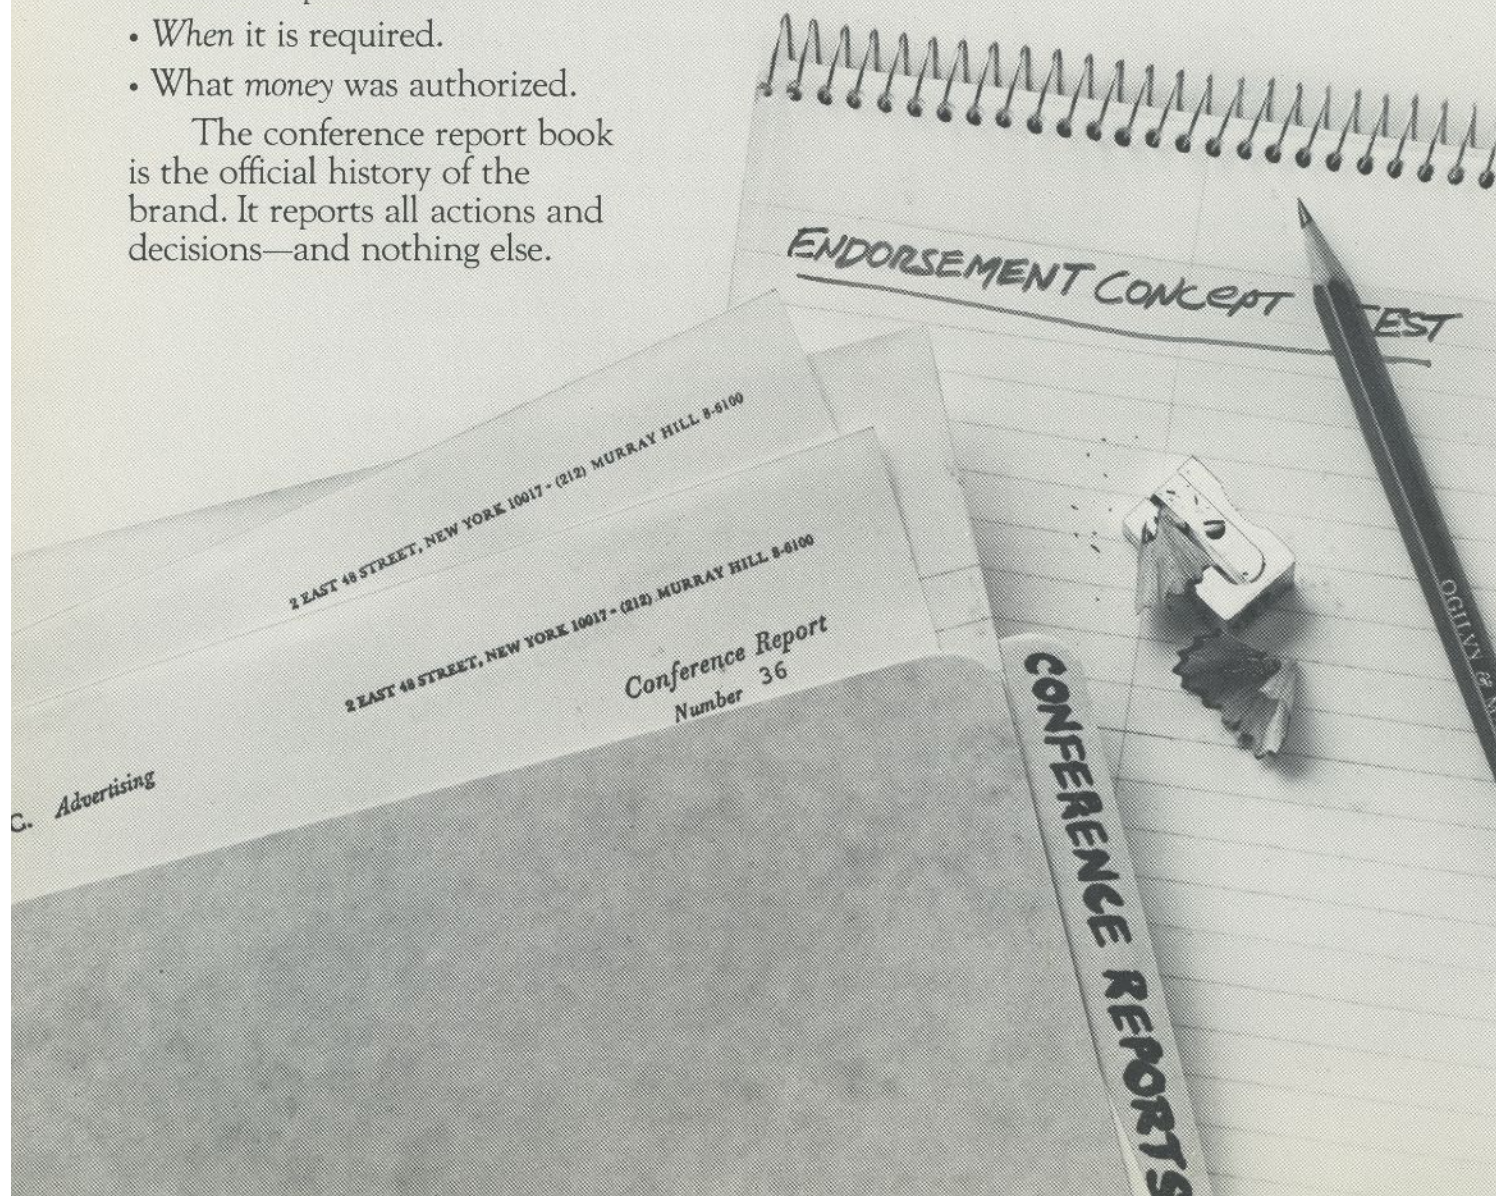 • When it is required.
• What money was authorized.
The conference report book
is the official history of the
brand. It reports all actions and
decisions—and nothing else.
ENDORSEMENT CONCEPT TEST
2 EAST 48 STREET, NEW YORK 10017 • (212) MURRAY HILL 8-6100
2 EAST 48 STREET, NEW YORK 10017 • (212) MURRAY HILL 8-6100
Conference Report
Number 36
C. Advertising
OGILVY &
CONFERENCE REPORTS